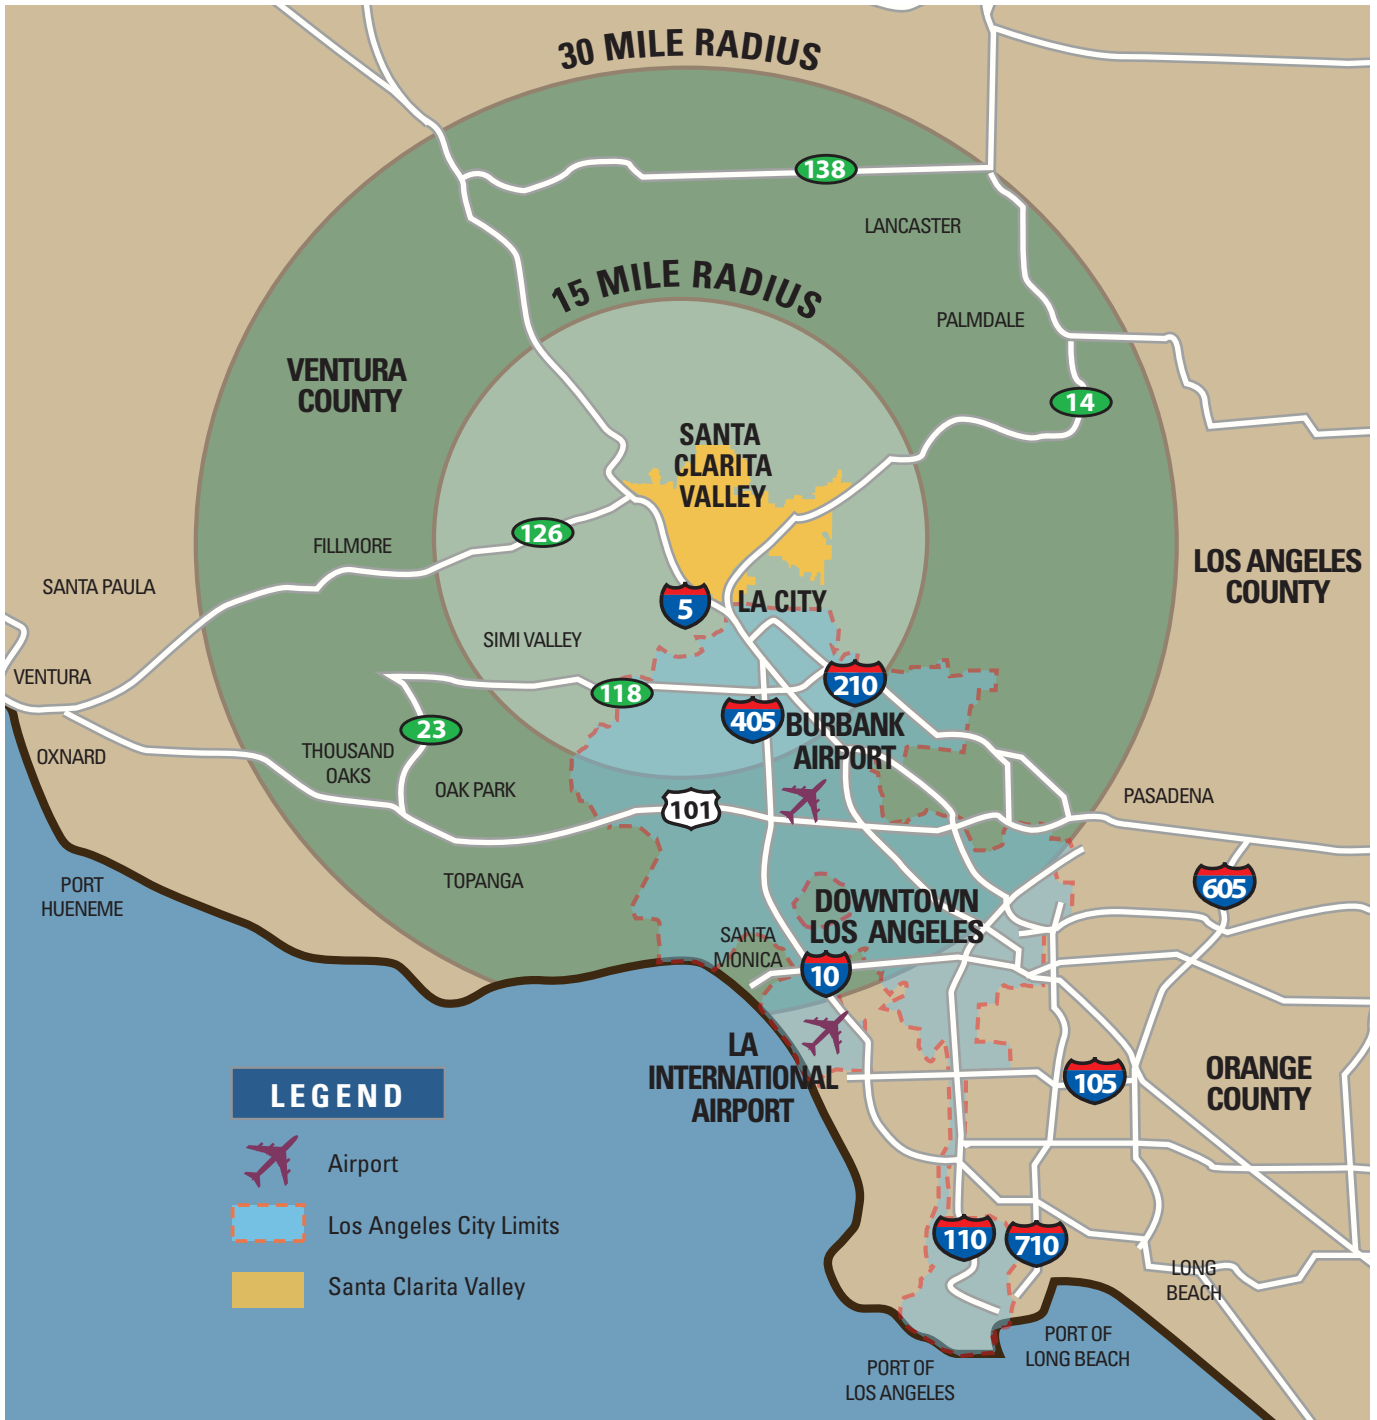 30 MILE RADIUS
138
LANCASTER
15 MILE RADIUS
PALMDALE
VENTURA
COUNTY
14
SANTA
CLARITA
VALLEY
126
FILLMORE
LOS ANGELES
COUNTY
SANTA PAULA
5
LA CITY
SIMI VALLEY
VENTURA
118
210
405
BURBANK
AIRPORT
23
OXNARD
THOUSAND
OAKS
OAK PARK
101
PASADENA
PORT
HUENEME
TOPANGA
605
DOWNTOWN
LOS ANGELES
SANTA
MONICA
10
LA
INTERNATIONAL
AIRPORT
105
ORANGE
COUNTY
LEGEND
Airport
Los Angeles City Limits
Santa Clarita Valley
110
710
LONG
BEACH
PORT OF
LONG BEACH
PORT OF
LOS ANGELES